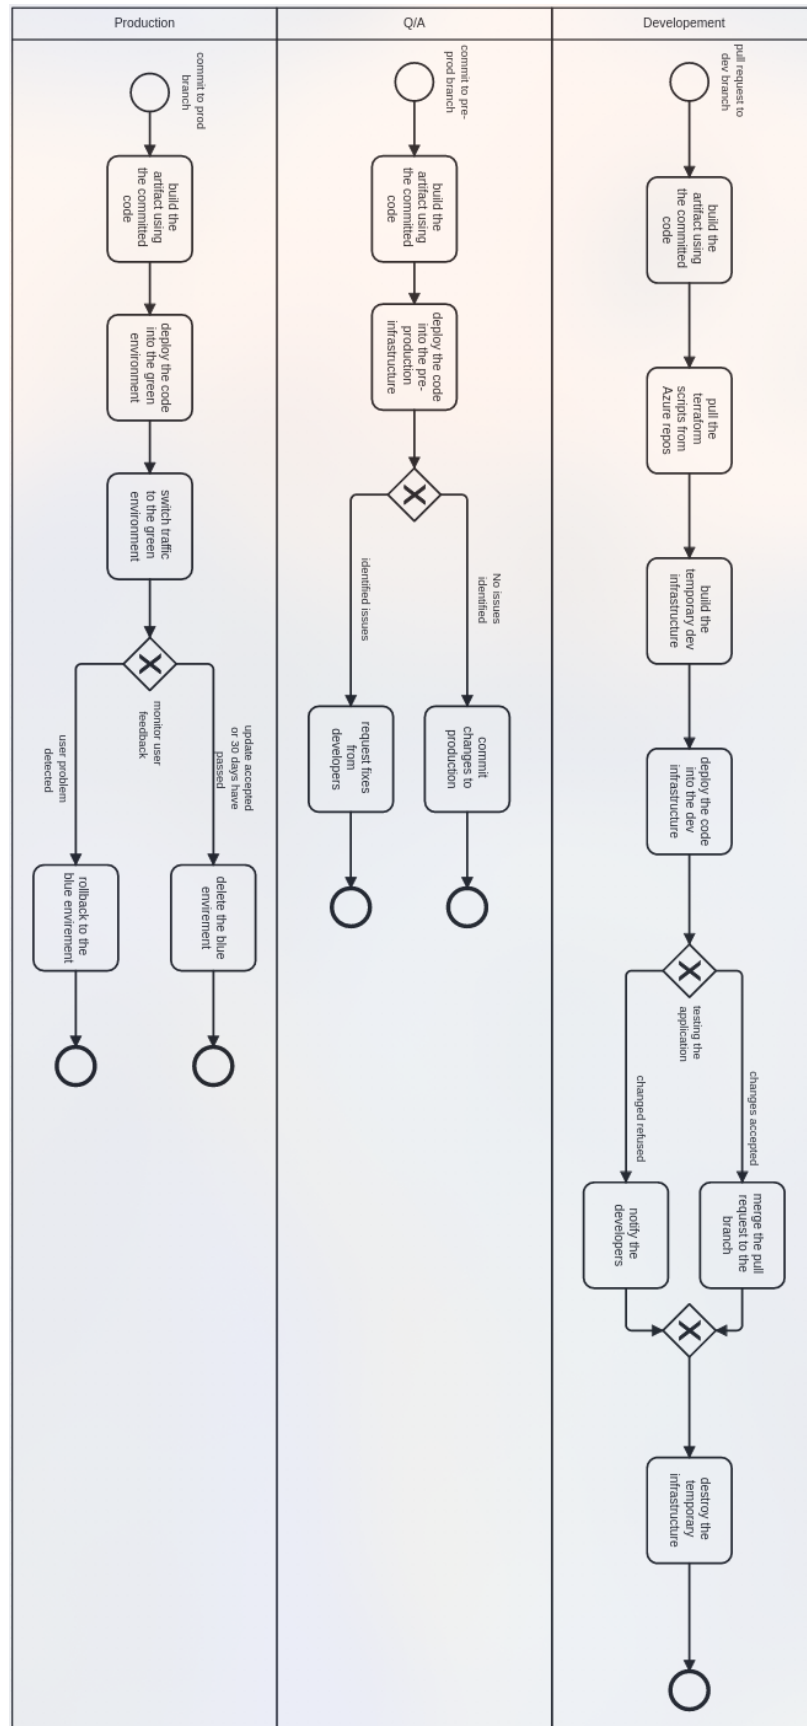 Production
Q/A
Developement
commit to prod
branch
build the
artifact using
the committed
code
deploy the code
into the green
environment
switch traffic
to the green
environment
monitor user
feedback
update accepted
or 30 days have
passed
user problem
detected
delete the blue
envirement
rollback to the
blue envirement
commit to pre-
prod branch
build the
artifact using
the committed
code
deploy the code
into the pre-
production
infrastructure
No issues
identified
identified issues
commit
changes to
production
request fixes
from
developers
pull request to
dev branch
build the
artifact using
the committed
code
pull the
terraform
scripts from
Azure repos
build the
temporary dev
infrastructure
deploy the code
into the dev
infrastructure
testing the
application
changes accepted
changed refused
merge the pull
request to the
branch
notify the
developers
destroy the
temporary
infrastructure